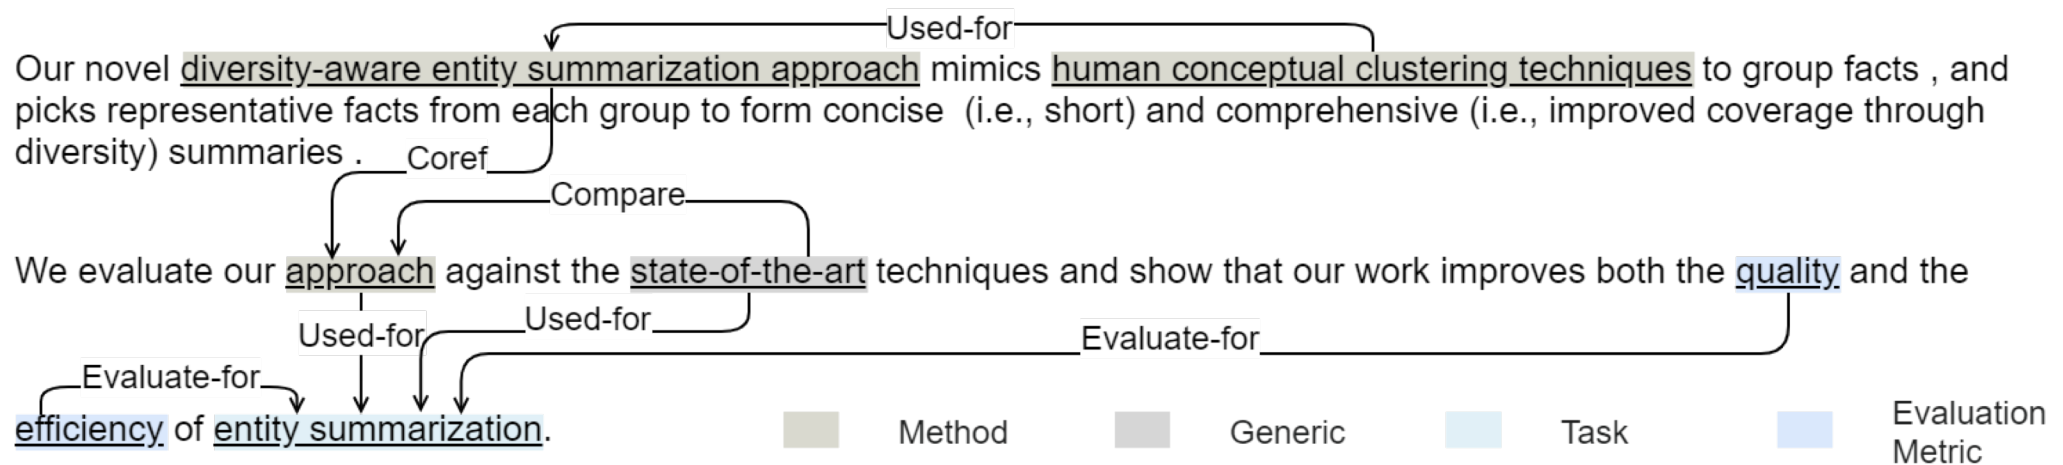 Used-for
Our novel diversity-aware entity summarization approach mimics human conceptual clustering techniques to group facts , and
picks representative facts from each group to form concise (i.e., short) and comprehensive (i.e., improved coverage through
diversity) summaries .
Coref
Compare
We evaluate our approach against the state-of-the-art techniques and show that our work improves both the quality and the
Used-for
Used-for
Evaluate-for
Evaluate-for
efficiency of entity summarization.
Method
Generic
Task
Evaluation
Metric